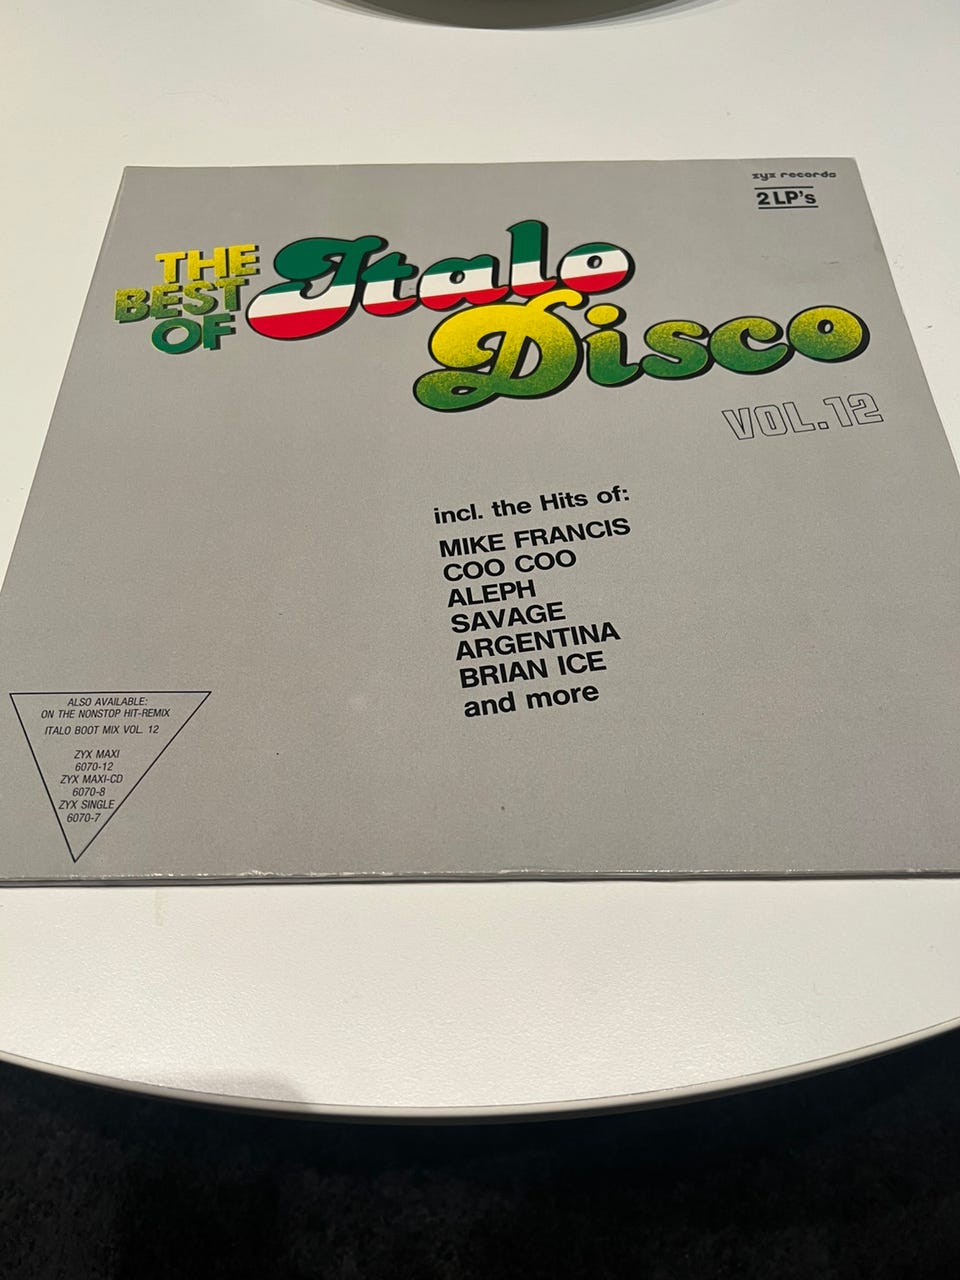 zyx records
2 LP's
THE
BEST
OF
Italo
Disco
VOL.12
incl. the Hits of:
MIKE FRANCIS
COO COO
ALEPH
SAVAGE
ARGENTINA
BRIAN ICE
and more
ALSO AVAILABLE:
ON THE NONSTOP HIT-REMIX
ITALO BOOT MIX VOL. 12
ZYX MAXI
6070-12
ZYX MAXI-CD
6070-8
ZYX SINGLE
6070-7